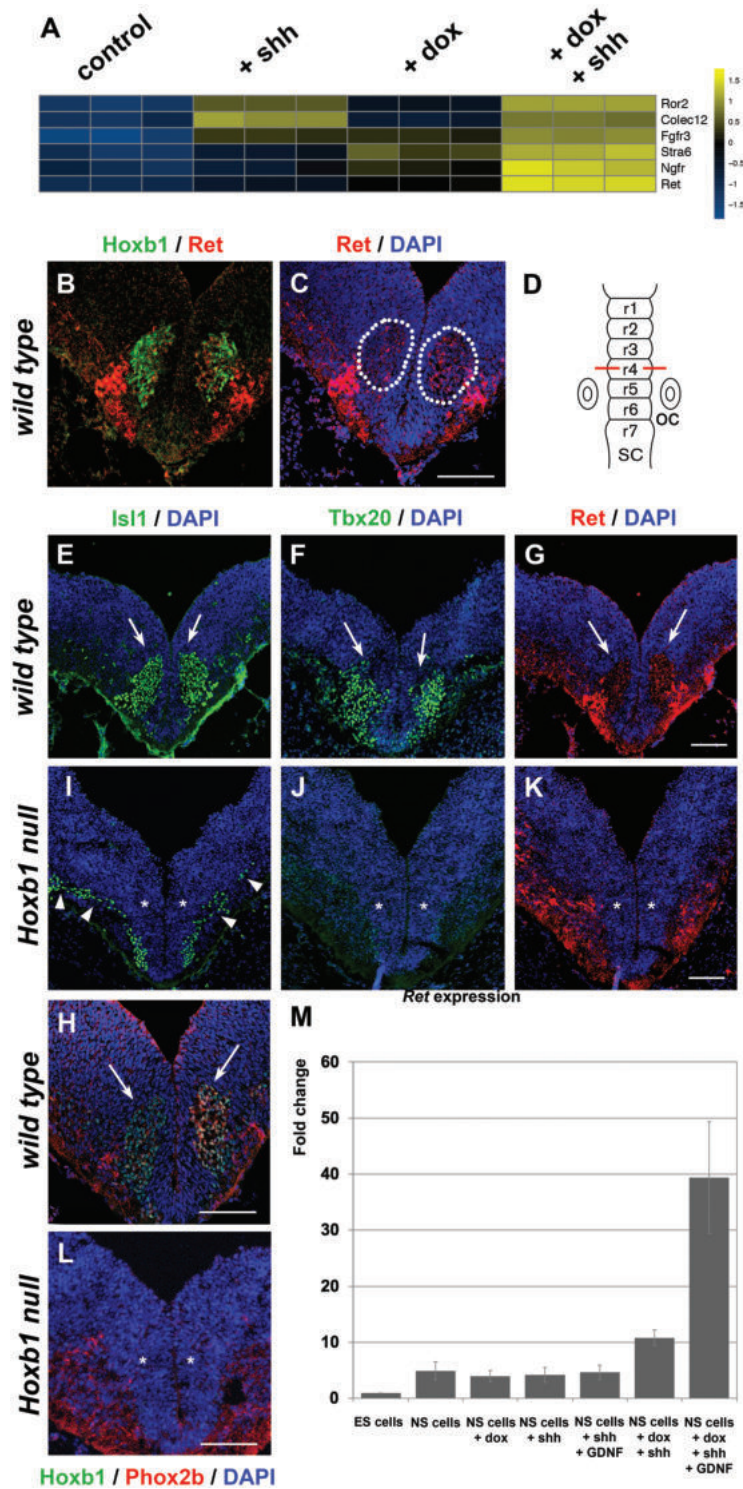 A
control
+ shh
+ dox
+ dox
+ shh
Ror2
Colec12
Fgfr3
Stra6
Ngfr
Ret
1.5
1
0.5
0
−0.5
−1
−1.5
Hoxb1 / Ret
Ret / DAPI
wild type
B
C
D
r1
r2
r3
r4
r5
r6
r7
SC
OC
Isl1 / DAPI
Tbx20 / DAPI
Ret / DAPI
wild type
E
F
G
Hoxb1 null
I
*
*
J
*
*
K
*
*
wild type
H
Hoxb1 null
L
*
*
Hoxb1 / Phox2b / DAPI
Ret expression
M
Fold change
60
50
40
30
20
10
0
ES cells
NS cells
NS cells
+ dox
NS cells
+ shh
NS cells
+ shh
+ GDNF
NS cells
+ dox
+ shh
NS cells
+ dox
+ shh
+ GDNF